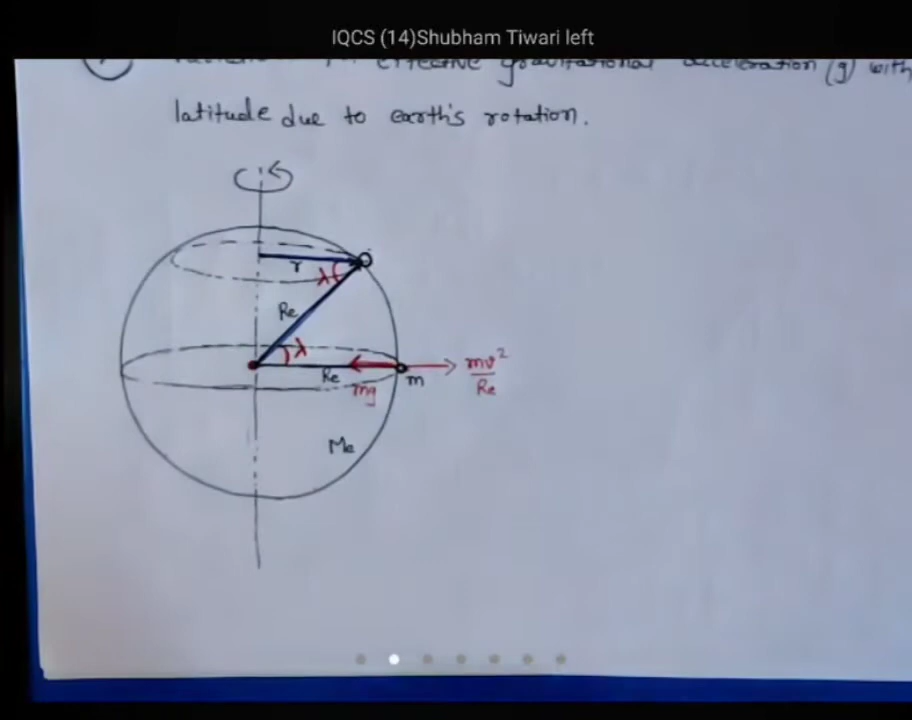 IQCS (14)Shubham Tiwari left
effective gravitational acceleration (g) with
latitude due to earth's rotation.
r
λ
Re
λ
Re
mg
m
mv²
Re
Me